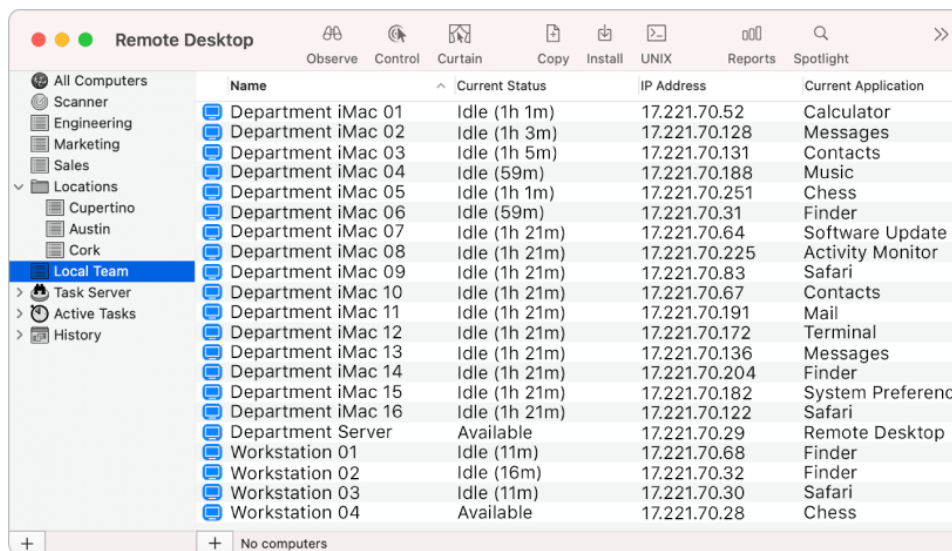 Remote Desktop
Observe Control Curtain Copy Install UNIX Reports Spotlight
All Computers
Scanner
Engineering
Marketing
Sales
Locations
Cupertino
Austin
Cork
Local Team
Task Server
Active Tasks
History
Name Current Status IP Address Current Application
Department iMac 01 Idle (1h 1m) 17.221.70.52 Calculator
Department iMac 02 Idle (1h 3m) 17.221.70.128 Messages
Department iMac 03 Idle (1h 5m) 17.221.70.131 Contacts
Department iMac 04 Idle (59m) 17.221.70.188 Music
Department iMac 05 Idle (1h 1m) 17.221.70.251 Chess
Department iMac 06 Idle (59m) 17.221.70.31 Finder
Department iMac 07 Idle (1h 21m) 17.221.70.64 Software Update
Department iMac 08 Idle (1h 21m) 17.221.70.225 Activity Monitor
Department iMac 09 Idle (1h 21m) 17.221.70.83 Safari
Department iMac 10 Idle (1h 21m) 17.221.70.67 Contacts
Department iMac 11 Idle (1h 21m) 17.221.70.191 Mail
Department iMac 12 Idle (1h 21m) 17.221.70.172 Terminal
Department iMac 13 Idle (1h 21m) 17.221.70.136 Messages
Department iMac 14 Idle (1h 21m) 17.221.70.204 Finder
Department iMac 15 Idle (1h 21m) 17.221.70.182 System Preferenc
Department iMac 16 Idle (1h 21m) 17.221.70.122 Safari
Department Server Available 17.221.70.29 Remote Desktop
Workstation 01 Idle (11m) 17.221.70.68 Finder
Workstation 02 Idle (16m) 17.221.70.32 Finder
Workstation 03 Idle (11m) 17.221.70.30 Safari
Workstation 04 Available 17.221.70.28 Chess
No computers